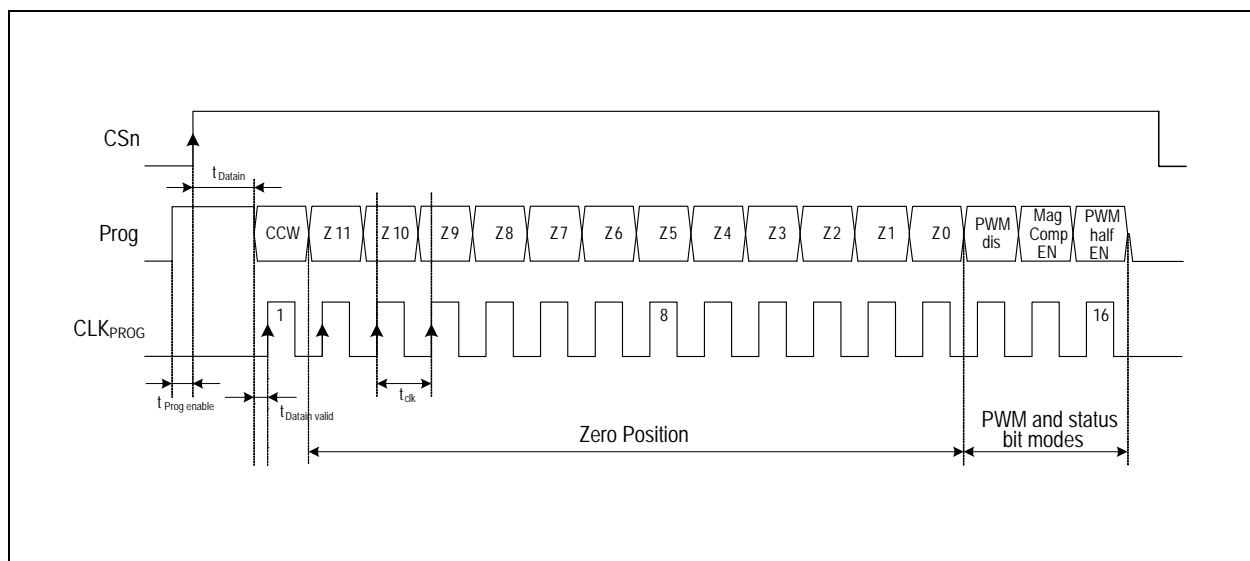 CSn
t Datain
Prog
CCW Z 11 Z 10 Z9 Z8 Z7 Z6 Z5 Z4 Z3 Z2 Z1 Z0
PWM dis
Mag Comp EN
PWM half EN
CLKPROG
1 8 16
t Prog enable
t Datain valid
tclk
Zero Position
PWM and status
bit modes